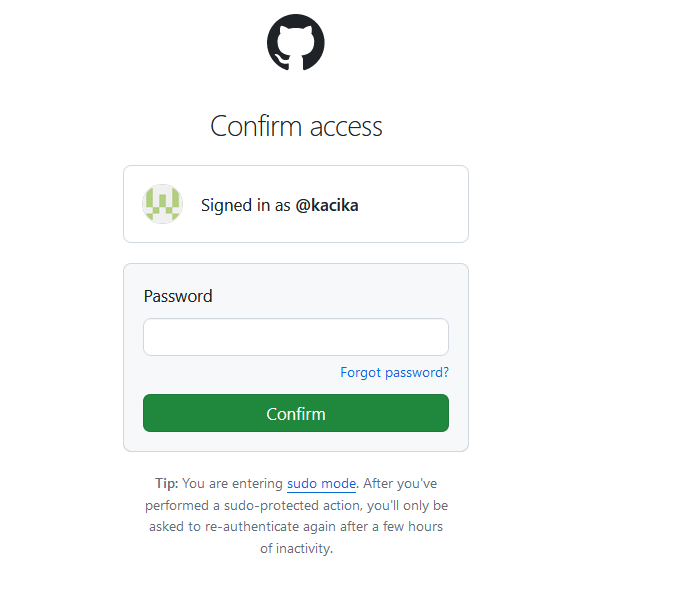 Confirm access
Signed in as @kacika
Password
Forgot password?
Confirm
Tip: You are entering sudo mode. After you've
performed a sudo-protected action, you'll only be
asked to re-authenticate again after a few hours
of inactivity.